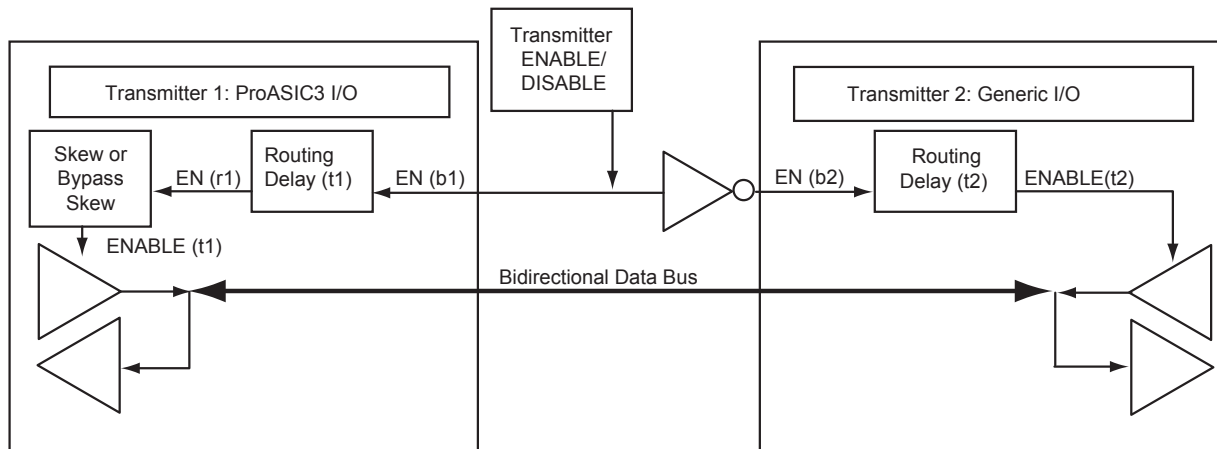 Transmitter
ENABLE/
DISABLE
Transmitter 1: ProASIC3 I/O
Transmitter 2: Generic I/O
Skew or
Bypass
Skew
EN (r1)
Routing
Delay (t1)
EN (b1)
EN (b2)
Routing
Delay (t2)
ENABLE(t2)
ENABLE (t1)
Bidirectional Data Bus